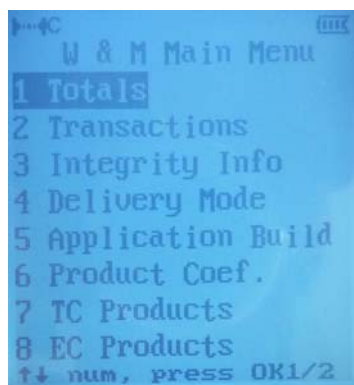 W & M Main Menu
1 Totals
2 Transactions
3 Integrity Info
4 Delivery Mode
5 Application Build
6 Product Coef.
7 TC Products
8 EC Products
↑↓ num, press OK1/2